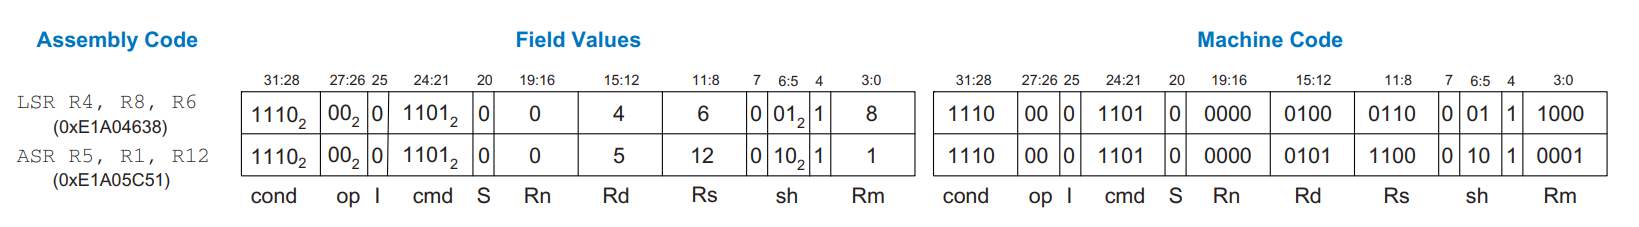 Assembly Code Field Values Machine Code
31:28 27:26 25 24:21 20 19:16 15:12 11:8 7 6:5 4 3:0 31:28 27:26 25 24:21 20 19:16 15:12 11:8 7 6:5 4 3:0
LSR R4, R8, R6 1110₂ 00₂ 0 1101₂ 0 0 4 6 0 01₂ 1 8 1110 00 0 1101 0 0000 0100 0110 0 01 1 1000
(0xE1A04638)
ASR R5, R1, R12 1110₂ 00₂ 0 1101₂ 0 0 5 12 0 10₂ 1 1 1110 00 0 1101 0 0000 0101 1100 0 10 1 0001
(0xE1A05C51)
cond op I cmd S Rn Rd Rs sh Rm cond op I cmd S Rn Rd Rs sh Rm